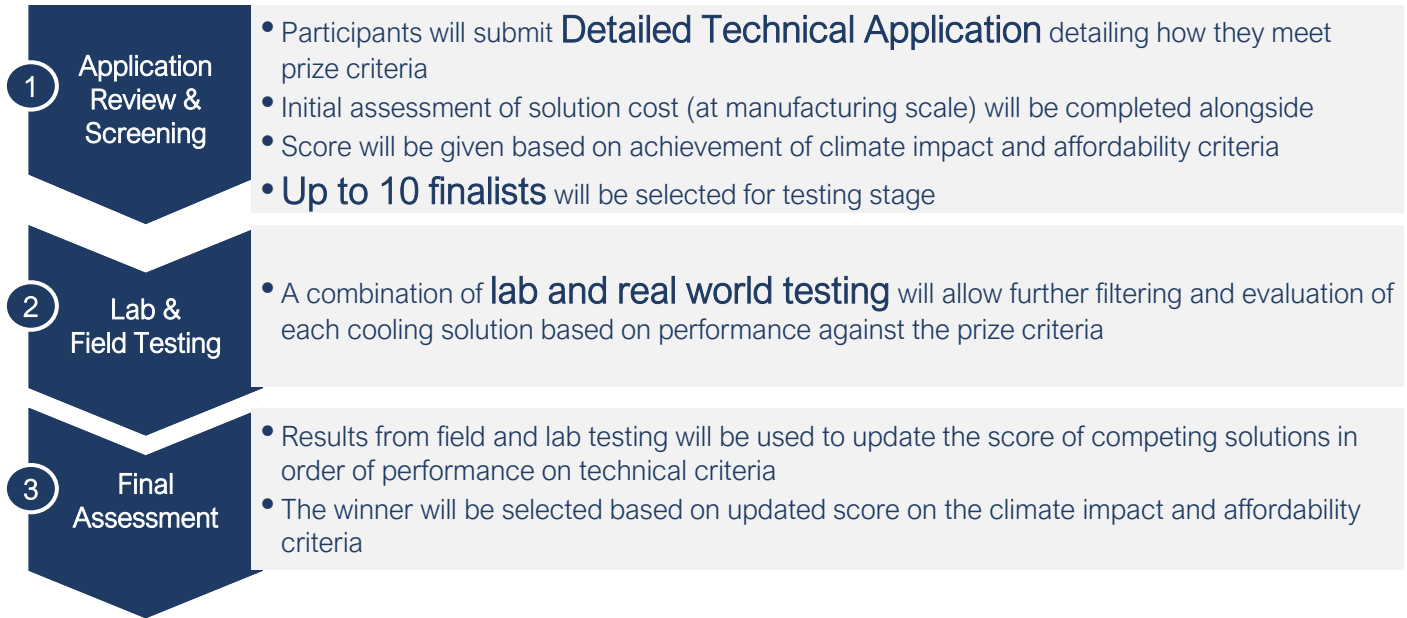 1
Application
Review &
Screening
• Participants will submit Detailed Technical Application detailing how they meet
prize criteria
• Initial assessment of solution cost (at manufacturing scale) will be completed alongside
• Score will be given based on achievement of climate impact and affordability criteria
• Up to 10 finalists will be selected for testing stage
2
Lab &
Field Testing
• A combination of lab and real world testing will allow further filtering and evaluation of
each cooling solution based on performance against the prize criteria
3
Final
Assessment
• Results from field and lab testing will be used to update the score of competing solutions in
order of performance on technical criteria
• The winner will be selected based on updated score on the climate impact and affordability
criteria